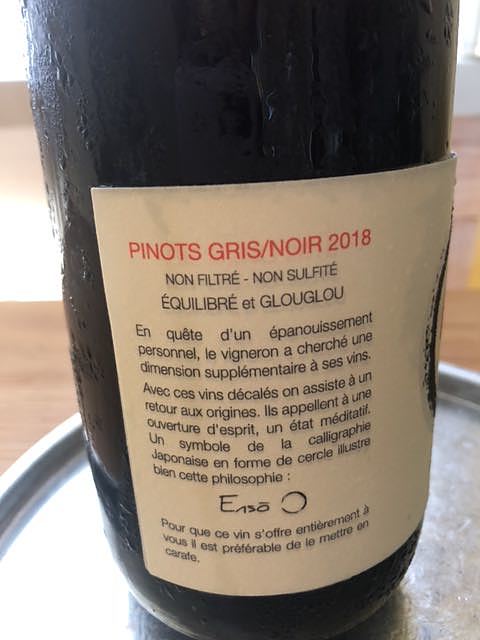 PINOTS GRIS/NOIR 2018
NON FILTRÉ - NON SULFITÉ
ÉQUILIBRÉ et GLOUGLOU
En quête d'un épanouissement
personnel, le vigneron a cherché une
dimension supplémentaire à ses vins.
Avec ces vins décalés on assiste à un
retour aux origines. Ils appellent à une
ouverture d'esprit, un état méditatif.
Un symbole de la calligraphie
Japonaise en forme de cercle illustre
bien cette philosophie :
Ensō
Pour que ce vin s'offre entièrement à
vous il est préférable de le mettre en
carafe.